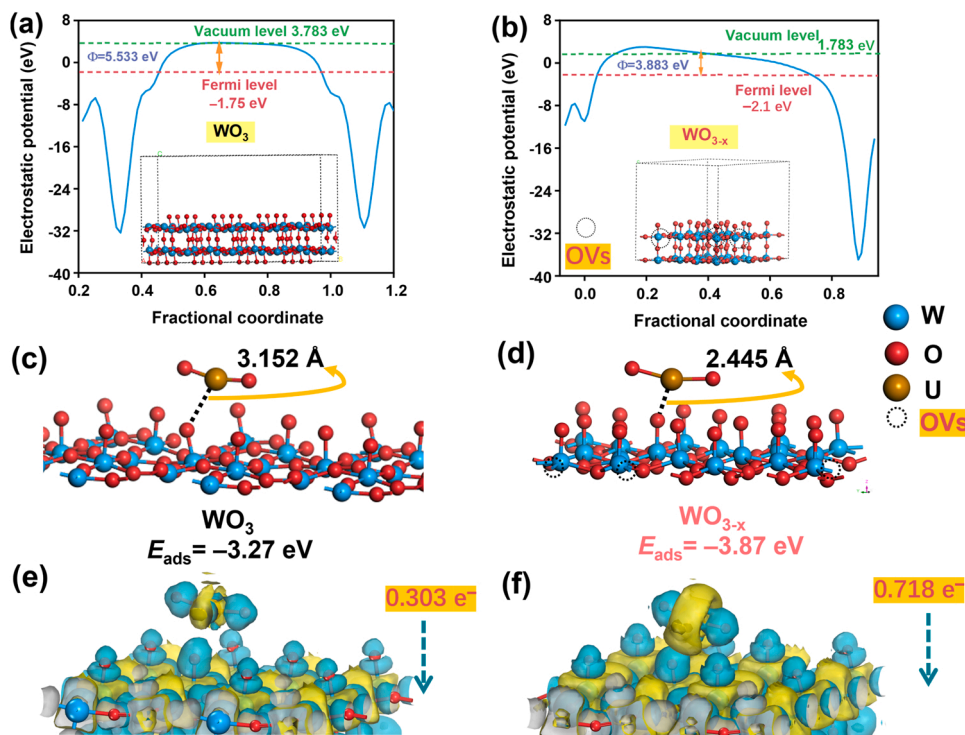 (a)
Electrostatic potential (eV)
8
0
−8
−16
−24
−32
−40
Vacuum level 3.783 eV
Φ=5.533 eV
Fermi level
−1.75 eV
WO3
0.2 0.4 0.6 0.8 1.0 1.2
Fractional coordinate
(b)
Electrostatic potential (eV)
8
0
−8
−16
−24
−32
−40
Vacuum level
1.783 eV
Φ=3.883 eV
Fermi level
−2.1 eV
WO3-x
OVs
0.0 0.2 0.4 0.6 0.8
Fractional coordinate
W
O
U
OVs
(c)
3.152 Å
WO3
Eads= −3.27 eV
(d)
2.445 Å
WO3-x
Eads= −3.87 eV
(e)
0.303 e−
(f)
0.718 e−